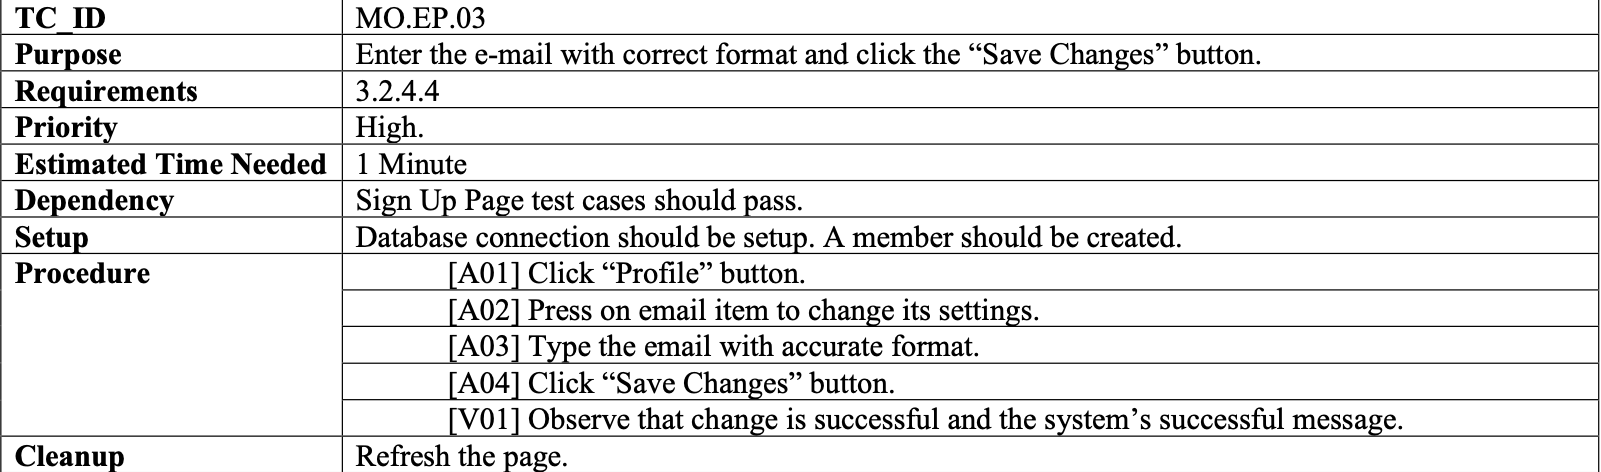 TC_ID MO.EP.03
Purpose Enter the e-mail with correct format and click the “Save Changes” button.
Requirements 3.2.4.4
Priority High.
Estimated Time Needed 1 Minute
Dependency Sign Up Page test cases should pass.
Setup Database connection should be setup. A member should be created.
Procedure [A01] Click “Profile” button.
[A02] Press on email item to change its settings.
[A03] Type the email with accurate format.
[A04] Click “Save Changes” button.
[V01] Observe that change is successful and the system’s successful message.
Cleanup Refresh the page.